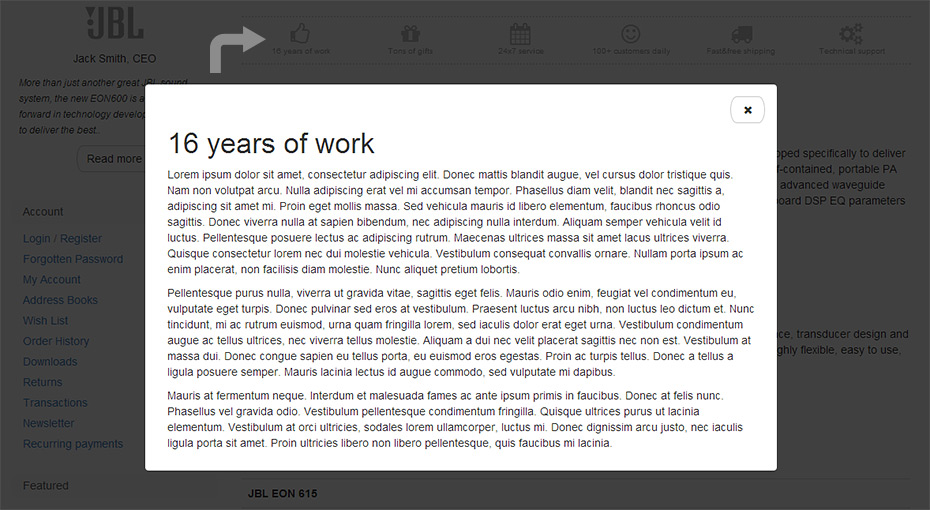 JBL
Jack Smith, CEO
16 years of work
Tons of gifts
24x7 service
100+ customers daily
Fast&free shipping
Technical support
More than just another great JBL sound
system, the new EON600 is a
forward in technology develop
to deliver the best..
Read more
Account
Login / Register
Forgotten Password
My Account
Address Books
Wish List
Order History
Downloads
Returns
Transactions
Newsletter
Recurring payments
Featured
16 years of work
Lorem ipsum dolor sit amet, consectetur adipiscing elit. Donec mattis blandit augue, vel cursus dolor tristique quis.
Nam non volutpat arcu. Nulla adipiscing erat vel mi accumsan tempor. Phasellus diam velit, blandit nec sagittis a,
adipiscing sit amet mi. Proin eget mollis massa. Sed vehicula mauris id libero elementum, faucibus rhoncus odio
sagittis. Donec viverra nulla at sapien bibendum, nec adipiscing nulla interdum. Aliquam semper vehicula velit id
luctus. Pellentesque posuere lectus ac adipiscing rutrum. Maecenas ultrices massa sit amet lacus ultrices viverra.
Quisque consectetur lorem nec dui molestie vehicula. Vestibulum consequat convallis ornare. Nullam porta ipsum ac
enim placerat, non facilisis diam molestie. Nunc aliquet pretium lobortis.
Pellentesque purus nulla, viverra ut gravida vitae, sagittis eget felis. Mauris odio enim, feugiat vel condimentum eu,
vulputate eget turpis. Donec pulvinar sed eros at vestibulum. Praesent luctus arcu nibh, non luctus leo dictum et. Nunc
tincidunt, mi ac rutrum euismod, urna quam fringilla lorem, sed iaculis dolor erat eget urna. Vestibulum condimentum
augue ac tellus ultrices, nec viverra tellus molestie. Aliquam a dui nec velit placerat sagittis nec non est. Vestibulum at
massa dui. Donec congue sapien eu tellus porta, eu euismod eros egestas. Proin ac turpis tellus. Donec a tellus a
ligula posuere semper. Mauris lacinia lectus id augue commodo, sed vulputate mi dapibus.
Mauris at fermentum neque. Interdum et malesuada fames ac ante ipsum primis in faucibus. Donec at felis nunc.
Phasellus vel gravida odio. Vestibulum pellentesque condimentum fringilla. Quisque ultrices purus ut lacinia
elementum. Vestibulum at orci ultricies, sodales lorem ullamcorper, luctus mi. Donec dignissim arcu justo, nec iaculis
ligula porta sit amet. Proin ultricies libero non libero pellentesque, quis faucibus mi lacinia.
ped specifically to deliver
f-contained, portable PA
advanced waveguide
board DSP EQ parameters
ce, transducer design and
ghly flexible, easy to use,
JBL EON 615